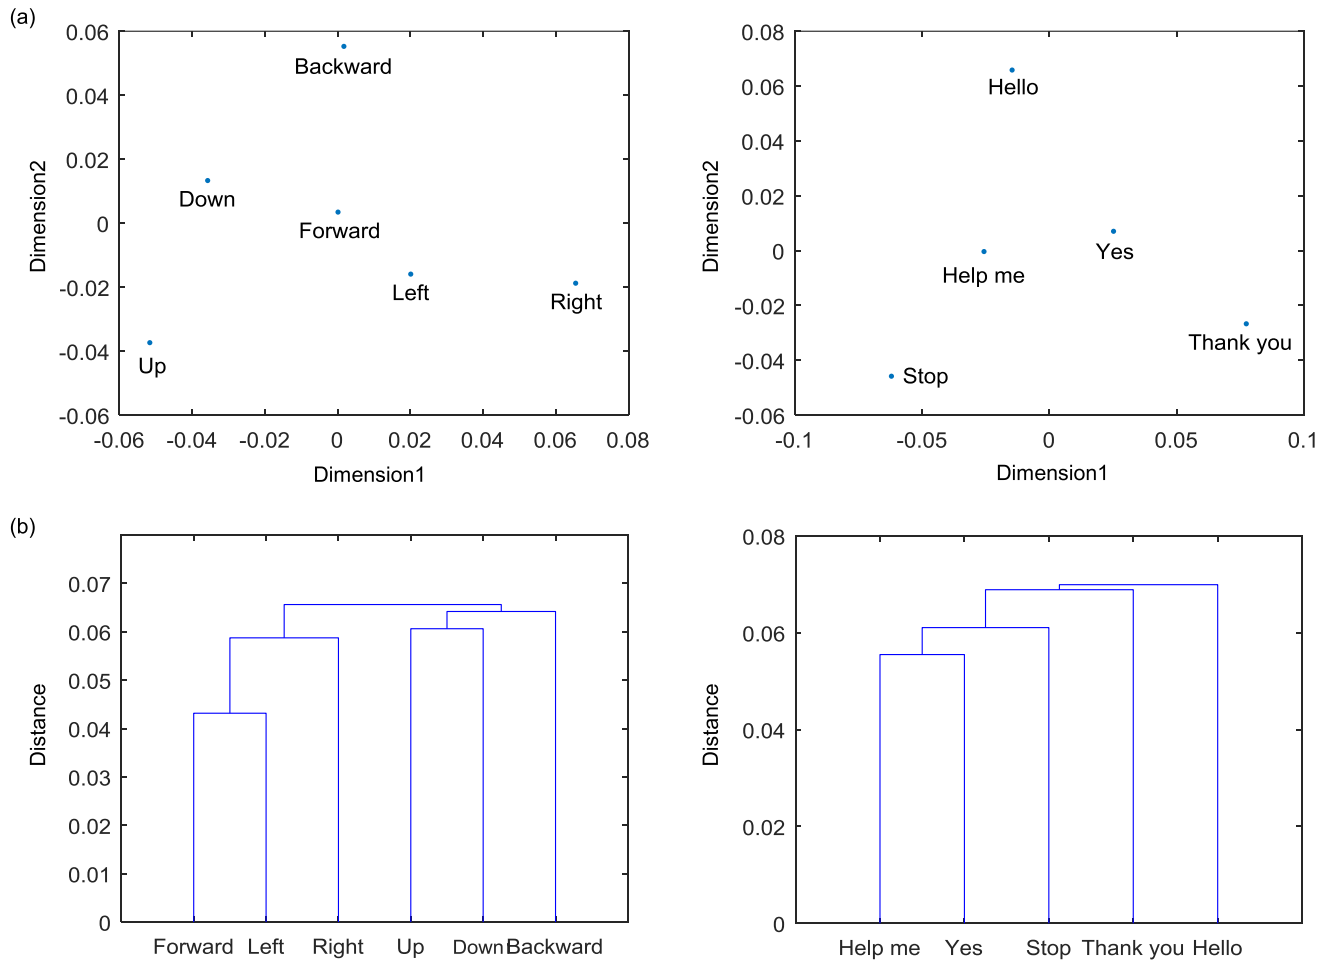 (a)
0.06
0.04
0.02
0
-0.02
-0.04
-0.06
Dimension2
Backward
Down
Forward
Left
Right
Up
-0.06 -0.04 -0.02 0 0.02 0.04 0.06 0.08
Dimension1
0.08
0.06
0.04
0.02
0
-0.02
-0.04
-0.06
Dimension2
Hello
Yes
Help me
Thank you
Stop
-0.1 -0.05 0 0.05 0.1
Dimension1
(b)
0.07
0.06
0.05
0.04
0.03
0.02
0.01
0
Distance
Forward Left Right Up Down Backward
0.08
0.06
0.04
0.02
0
Distance
Help me Yes Stop Thank you Hello